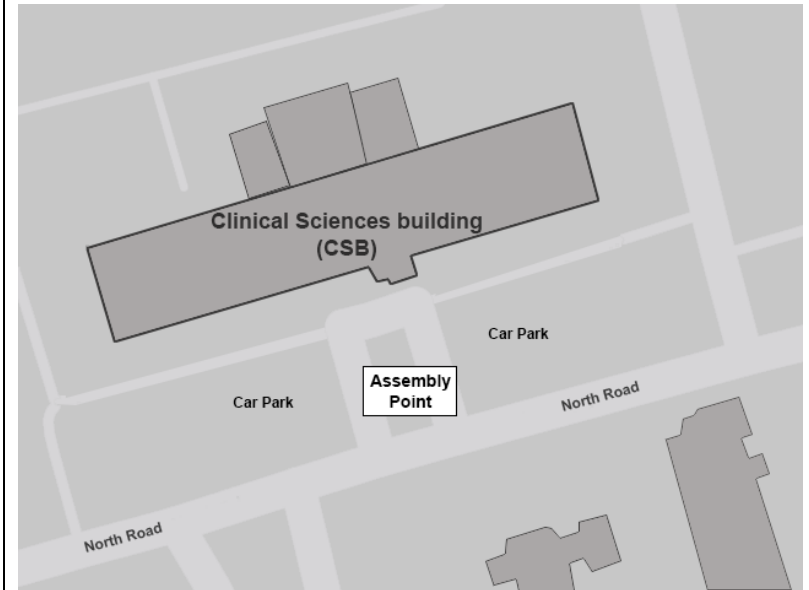 Clinical Sciences building
(CSB)
Car Park
Assembly
Point
Car Park
North Road
North Road